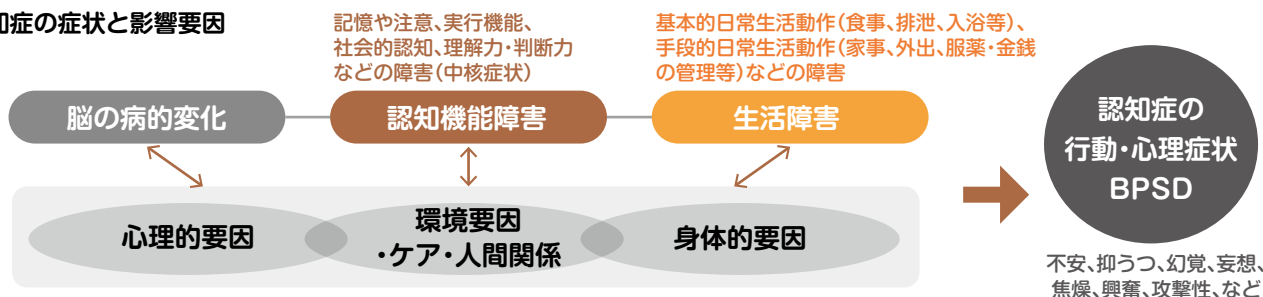 知症の症状と影響要因
記憶や注意、実行機能、
社会的認知、理解力・判断力
などの障害（中核症状）
基本的日常生活動作（食事、排泄、入浴等）、
手段的日常生活動作（家事、外出、服薬・金銭
の管理等）などの障害
脳の病的変化
認知機能障害
生活障害
心理的要因
環境要因
・ケア・人間関係
身体的要因
認知症の
行動・心理症状
BPSD
不安、抑うつ、幻覚、妄想、
焦燥、興奮、攻撃性、など